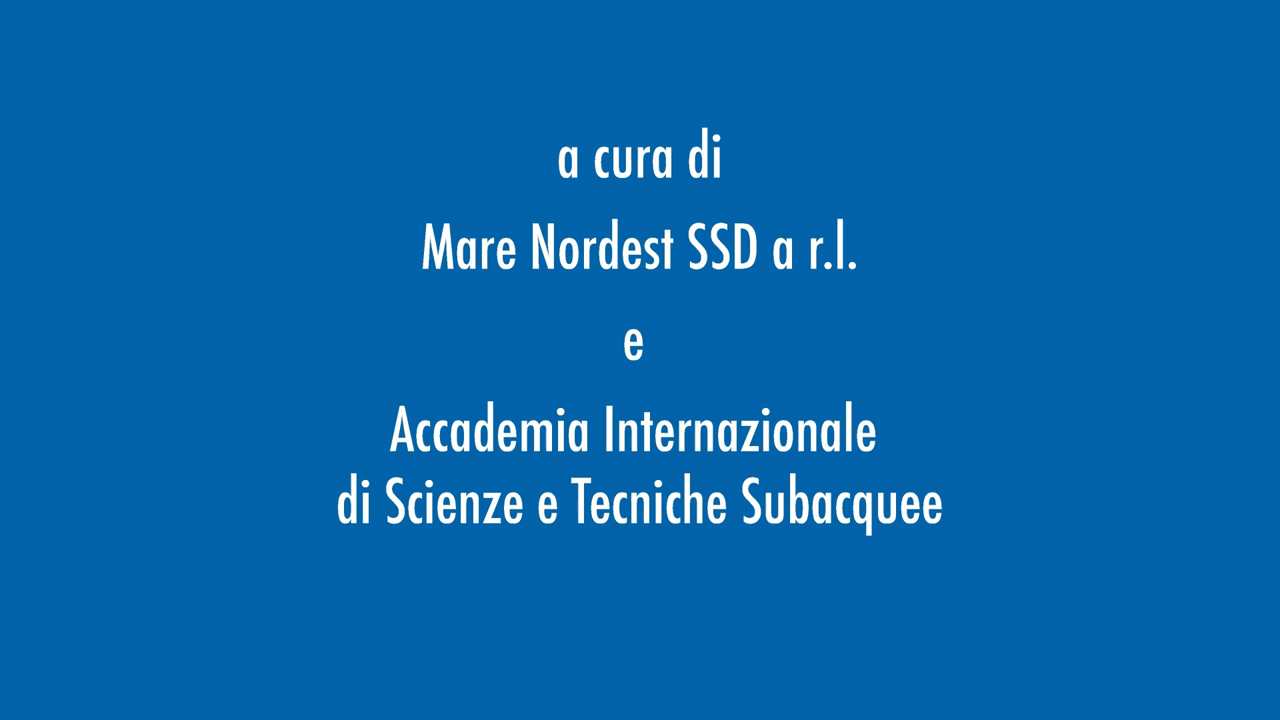 a cura di
Mare Nordest SSD a r.l.
e
Accademia Internazionale
di Scienze e Tecniche Subacquee